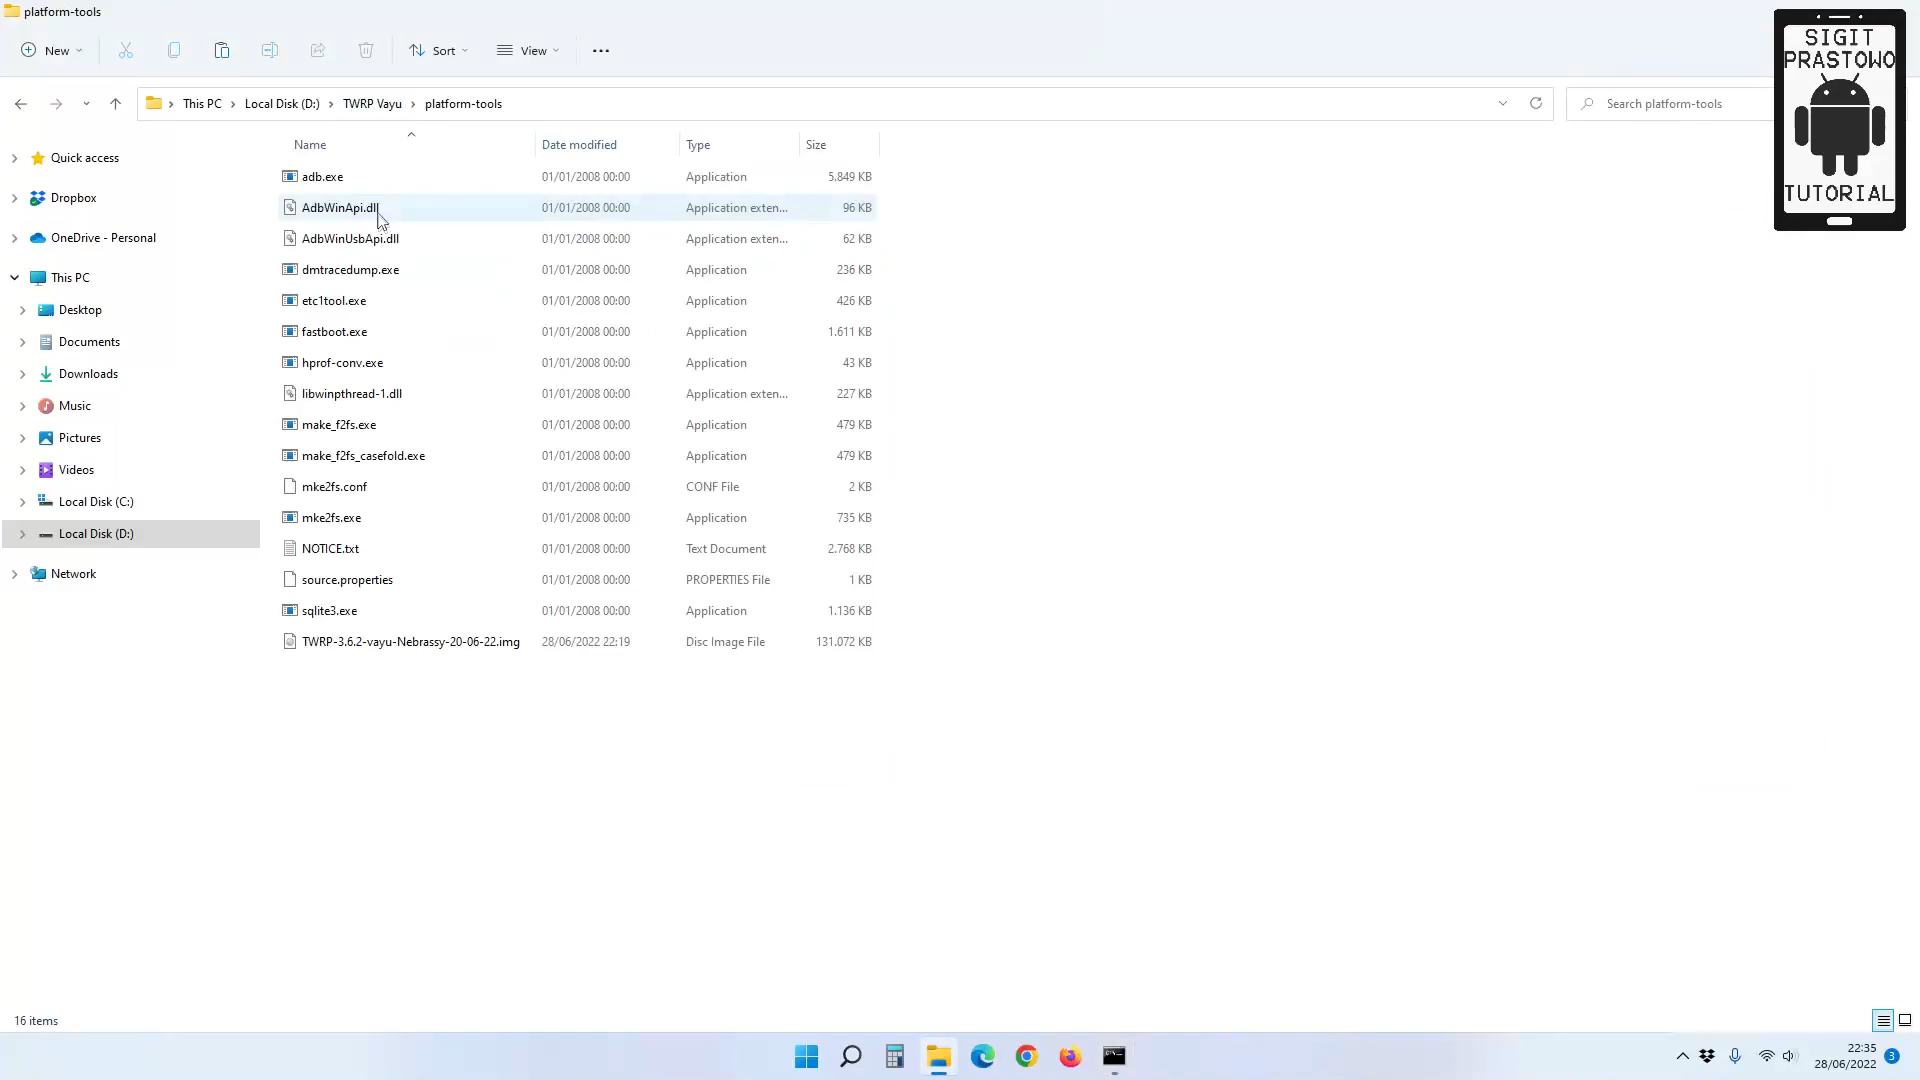 platform-tools
New
Sort
View
This PC
Local Disk (D:)
TWRP Vayu
platform-tools
Search platform-tools
SIGIT
PRASTOWO
TUTORIAL
Quick access
Dropbox
OneDrive - Personal
This PC
Desktop
Documents
Downloads
Music
Pictures
Videos
Local Disk (C:)
Local Disk (D:)
Network
Name Date modified Type Size
adb.exe 01/01/2008 00:00 Application 5.849 KB
AdbWinApi.dll 01/01/2008 00:00 Application exten... 96 KB
AdbWinUsbApi.dll 01/01/2008 00:00 Application exten... 62 KB
dmtracedump.exe 01/01/2008 00:00 Application 236 KB
etc1tool.exe 01/01/2008 00:00 Application 426 KB
fastboot.exe 01/01/2008 00:00 Application 1.611 KB
hprof-conv.exe 01/01/2008 00:00 Application 43 KB
libwinpthread-1.dll 01/01/2008 00:00 Application exten... 227 KB
make_f2fs.exe 01/01/2008 00:00 Application 479 KB
make_f2fs_casefold.exe 01/01/2008 00:00 Application 479 KB
mke2fs.conf 01/01/2008 00:00 CONF File 2 KB
mke2fs.exe 01/01/2008 00:00 Application 735 KB
NOTICE.txt 01/01/2008 00:00 Text Document 2.768 KB
source.properties 01/01/2008 00:00 PROPERTIES File 1 KB
sqlite3.exe 01/01/2008 00:00 Application 1.136 KB
TWRP-3.6.2-vayu-Nebrassy-20-06-22.img 28/06/2022 22:19 Disc Image File 131.072 KB
16 items
22:35
28/06/2022
3